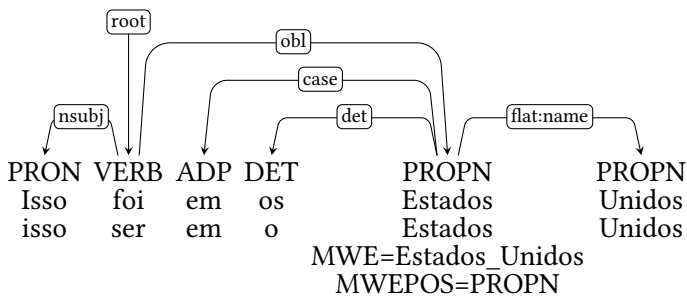 root
obl
case
nsubj det flat:name
PRON VERB ADP DET PROPN PROPN
Isso foi em os Estados Unidos
isso ser em o Estados Unidos
MWE=Estados_Unidos
MWEPOS=PROPN